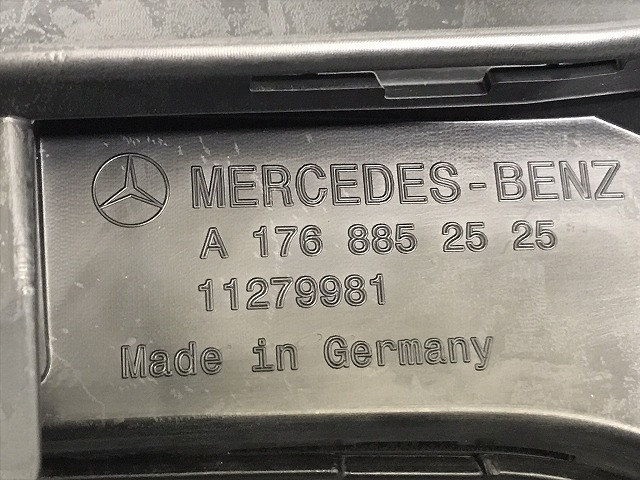 MERCEDES-BENZ
A 176 885 25 25
11279981
Made in Germany